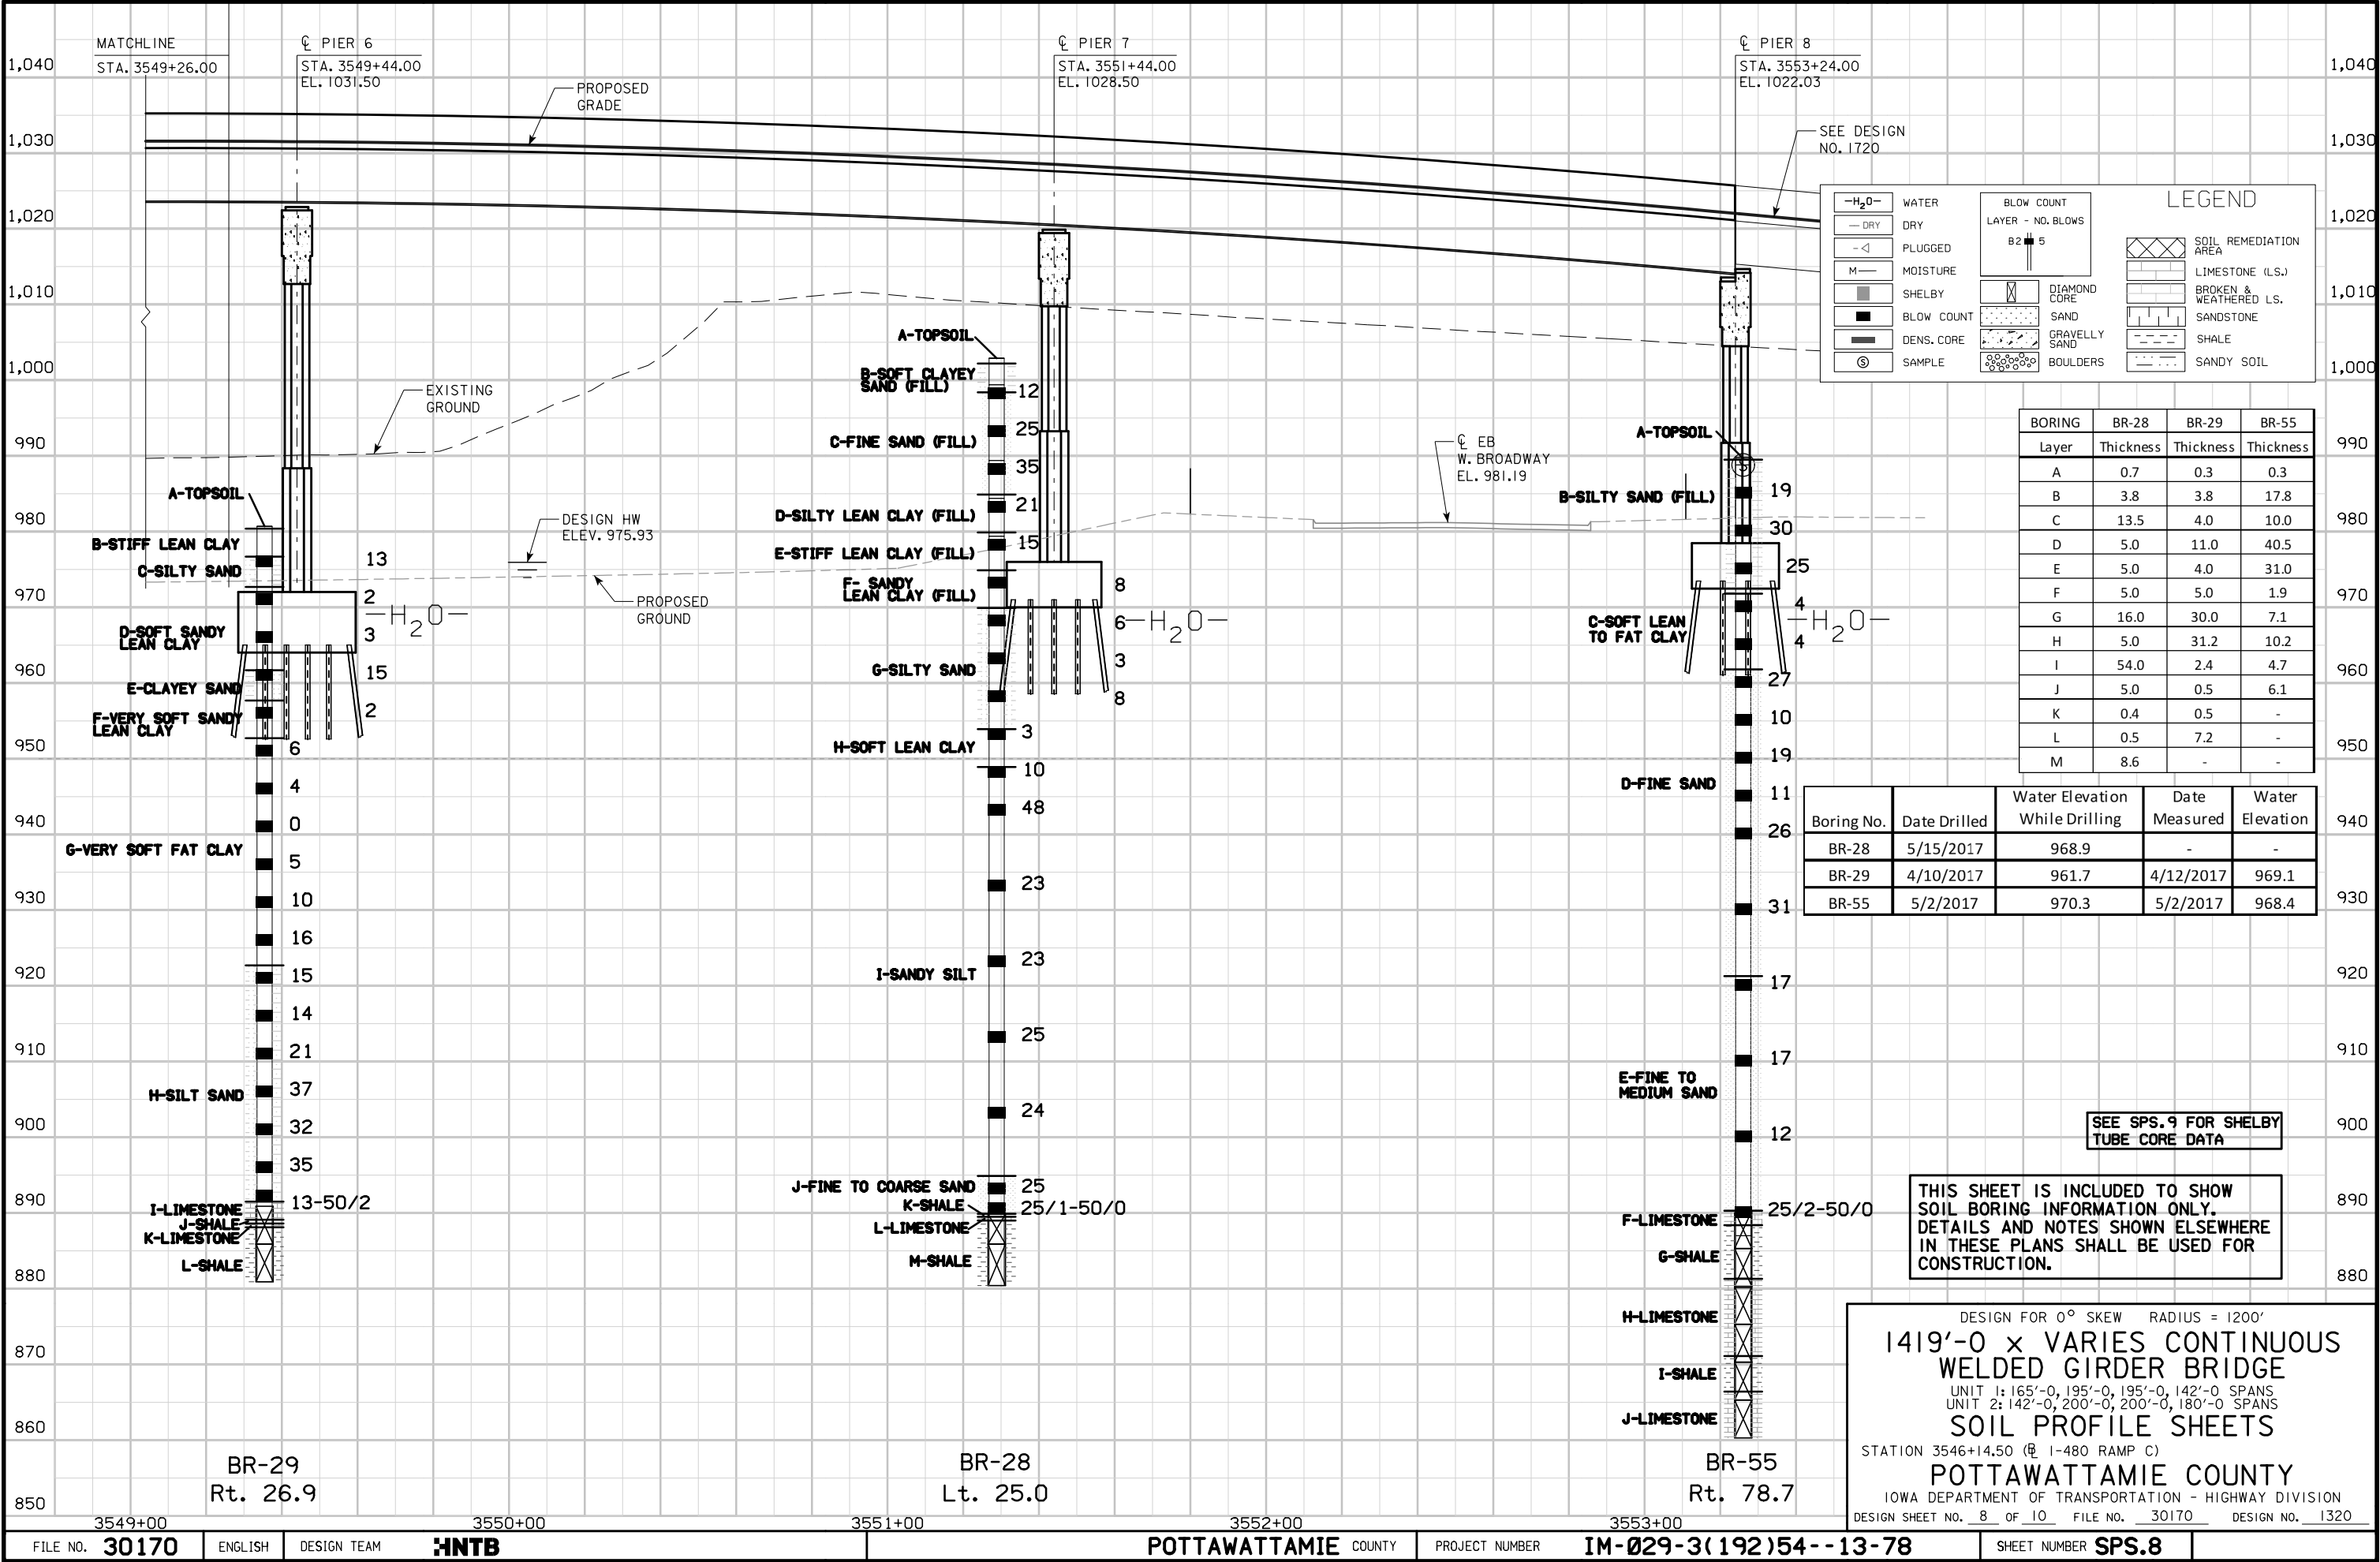 MATCHLINE
STA. 3549+26.00
℄ PIER 6
STA. 3549+44.00
EL. 1031.50
℄ PIER 7
STA. 3551+44.00
EL. 1028.50
℄ PIER 8
STA. 3553+24.00
EL. 1022.03
1,040
1,030
1,020
1,010
1,000
990
980
970
960
950
940
930
920
910
900
890
880
870
860
850
1,040
1,030
1,020
1,010
1,000
990
980
970
960
950
940
930
920
910
900
890
880
PROPOSED
GRADE
SEE DESIGN
NO. 1720
EXISTING
GROUND
DESIGN HW
ELEV. 975.93
PROPOSED
GROUND
℄ EB
W. BROADWAY
EL. 981.19
LEGEND
-H2O- WATER
- DRY DRY
PLUGGED
M- MOISTURE
SHELBY
BLOW COUNT
DENS. CORE
S SAMPLE
BLOW COUNT
LAYER - NO. BLOWS
B2 5
DIAMOND
CORE
SAND
GRAVELLY
SAND
BOULDERS
SOIL REMEDIATION
AREA
LIMESTONE (LS.)
BROKEN &
WEATHERED LS.
SANDSTONE
SHALE
SANDY SOIL
BORING BR-28 BR-29 BR-55
Layer Thickness Thickness Thickness
A 0.7 0.3 0.3
B 3.8 3.8 17.8
C 13.5 4.0 10.0
D 5.0 11.0 40.5
E 5.0 4.0 31.0
F 5.0 5.0 1.9
G 16.0 30.0 7.1
H 5.0 31.2 10.2
I 54.0 2.4 4.7
J 5.0 0.5 6.1
K 0.4 0.5 -
L 0.5 7.2 -
M 8.6 - -
Boring No. Date Drilled Water Elevation While Drilling Date Measured Water Elevation
BR-28 5/15/2017 968.9 - -
BR-29 4/10/2017 961.7 4/12/2017 969.1
BR-55 5/2/2017 970.3 5/2/2017 968.4
A-TOPSOIL
B-STIFF LEAN CLAY
C-SILTY SAND
D-SOFT SANDY
LEAN CLAY
E-CLAYEY SAND
F-VERY SOFT SANDY
LEAN CLAY
G-VERY SOFT FAT CLAY
H-SILT SAND
I-LIMESTONE
J-SHALE
K-LIMESTONE
L-SHALE
13
2
-H2O-
3
15
2
6
4
0
5
10
16
15
14
21
37
32
35
13-50/2
BR-29
Rt. 26.9
A-TOPSOIL
B-SOFT CLAYEY
SAND (FILL)
C-FINE SAND (FILL)
D-SILTY LEAN CLAY (FILL)
E-STIFF LEAN CLAY (FILL)
F- SANDY
LEAN CLAY (FILL)
G-SILTY SAND
H-SOFT LEAN CLAY
I-SANDY SILT
J-FINE TO COARSE SAND
K-SHALE
L-LIMESTONE
M-SHALE
12
25
35
21
15
8
6 -H2O-
3
8
3
10
48
23
23
25
24
25
25/1-50/0
BR-28
Lt. 25.0
A-TOPSOIL
B-SILTY SAND (FILL)
C-SOFT LEAN
TO FAT CLAY
D-FINE SAND
E-FINE TO
MEDIUM SAND
F-LIMESTONE
G-SHALE
H-LIMESTONE
I-SHALE
J-LIMESTONE
S
19
30
25
4
-H2O-
4
27
10
19
11
26
31
17
17
12
25/2-50/0
BR-55
Rt. 78.7
SEE SPS.9 FOR SHELBY
TUBE CORE DATA
THIS SHEET IS INCLUDED TO SHOW
SOIL BORING INFORMATION ONLY.
DETAILS AND NOTES SHOWN ELSEWHERE
IN THESE PLANS SHALL BE USED FOR
CONSTRUCTION.
DESIGN FOR 0° SKEW RADIUS = 1200'
1419'-0 x VARIES CONTINUOUS
WELDED GIRDER BRIDGE
UNIT 1: 165'-0, 195'-0, 195'-0, 142'-0 SPANS
UNIT 2: 142'-0, 200'-0, 200'-0, 180'-0 SPANS
SOIL PROFILE SHEETS
STATION 3546+14.50 (℄ I-480 RAMP C)
POTTAWATTAMIE COUNTY
IOWA DEPARTMENT OF TRANSPORTATION - HIGHWAY DIVISION
DESIGN SHEET NO. 8 OF 10 FILE NO. 30170 DESIGN NO. 1320
3549+00
3550+00
3551+00
3552+00
3553+00
FILE NO. 30170 ENGLISH DESIGN TEAM HNTB POTTAWATTAMIE COUNTY PROJECT NUMBER IM-029-3(192)54--13-78 SHEET NUMBER SPS.8